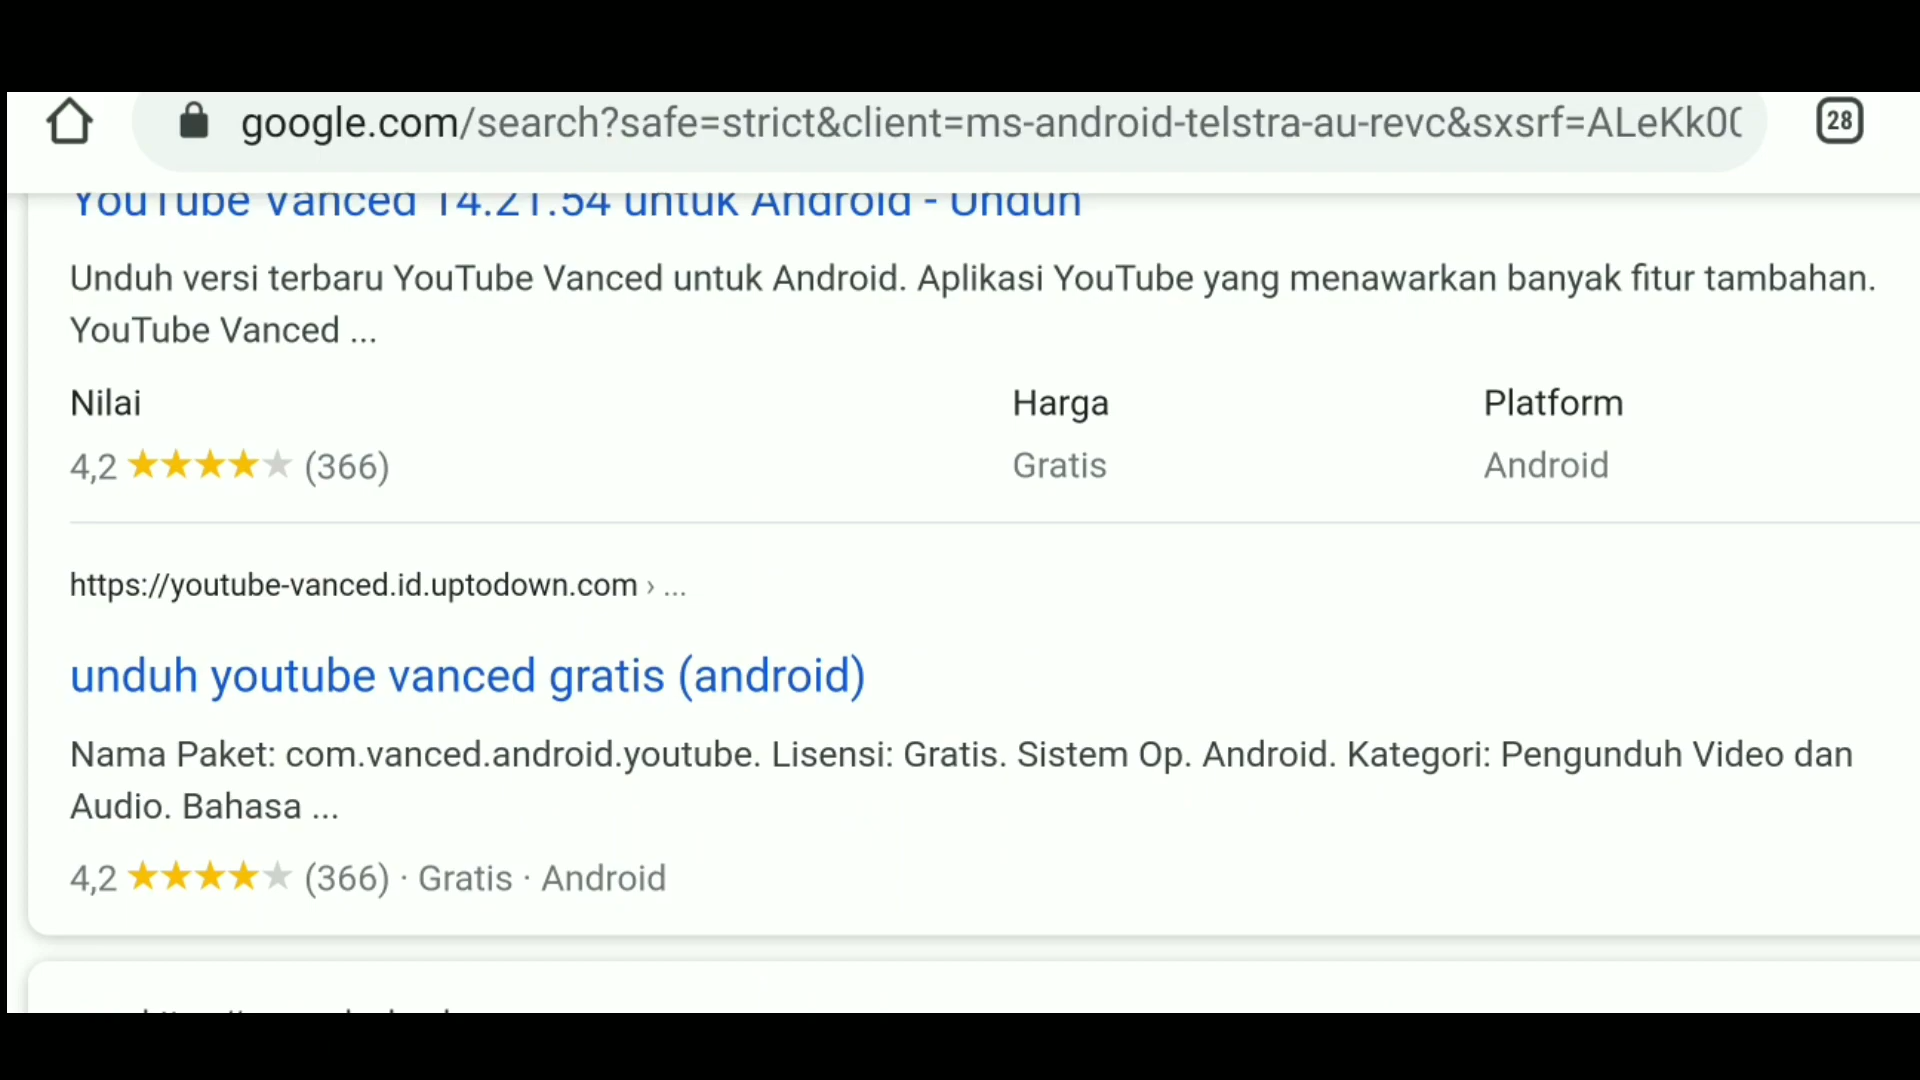 google.com/search?safe=strict&client=ms-android-telstra-au-revc&sxsrf=ALeKk0
28
YouTube Vanced 14.21.54 untuk Android - Unduh
Unduh versi terbaru YouTube Vanced untuk Android. Aplikasi YouTube yang menawarkan banyak fitur tambahan.
YouTube Vanced ...
Nilai Harga Platform
4,2 ★★★★★ (366) Gratis Android
https://youtube-vanced.id.uptodown.com › ...
unduh youtube vanced gratis (android)
Nama Paket: com.vanced.android.youtube. Lisensi: Gratis. Sistem Op. Android. Kategori: Pengunduh Video dan
Audio. Bahasa ...
4,2 ★★★★★ (366) · Gratis · Android